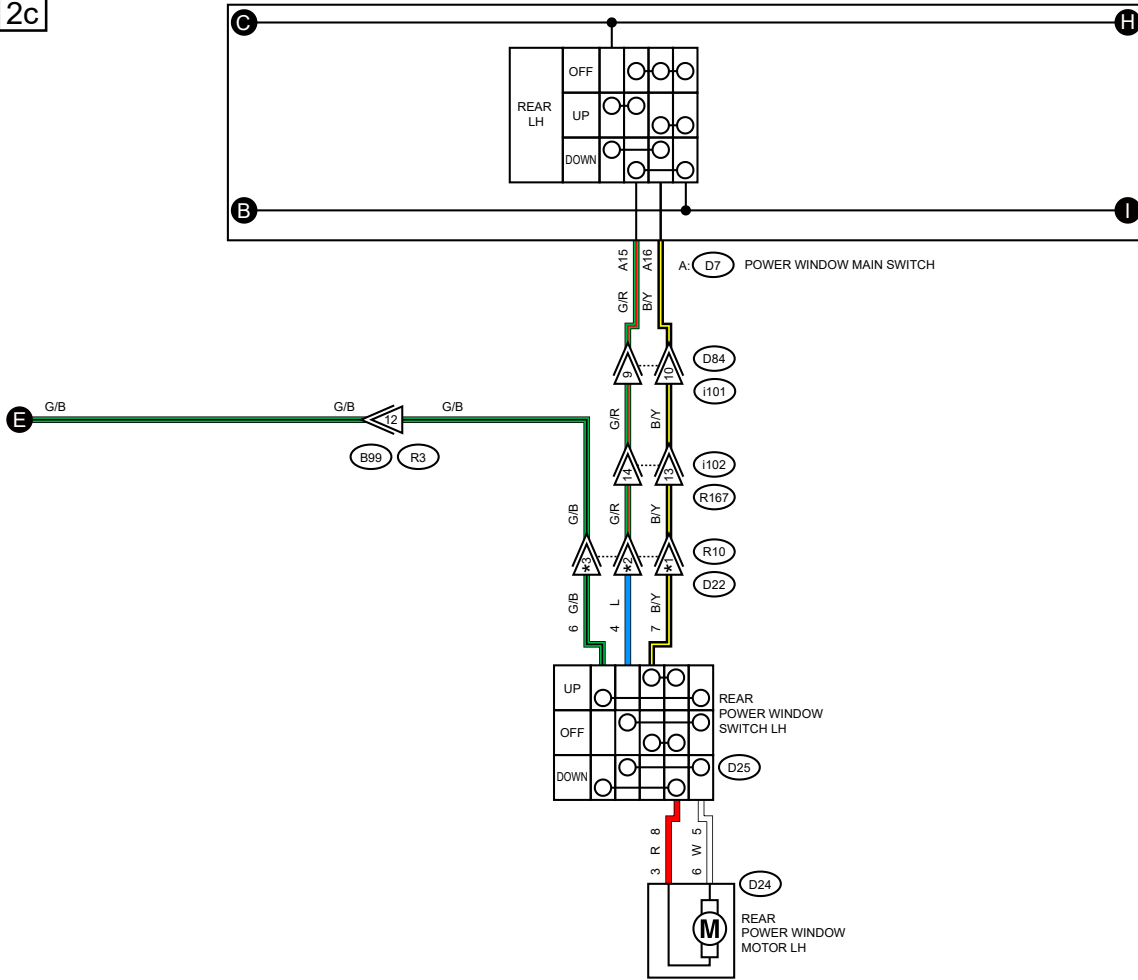 2c
C
H
REAR
LH
OFF
UP
DOWN
B
I
A15
A16
A: D7 POWER WINDOW MAIN SWITCH
G/R
B/Y
9
10
D84
i101
E
G/B
G/B
12
G/B
B99
R3
G/R
B/Y
14
13
i102
R167
G/B
G/R
B/Y
*3
*2
*1
R10
D22
G/B
L
B/Y
6
4
7
UP
OFF
DOWN
REAR
POWER WINDOW
SWITCH LH
D25
8
5
R
W
3
6
D24
M
REAR
POWER WINDOW
MOTOR LH